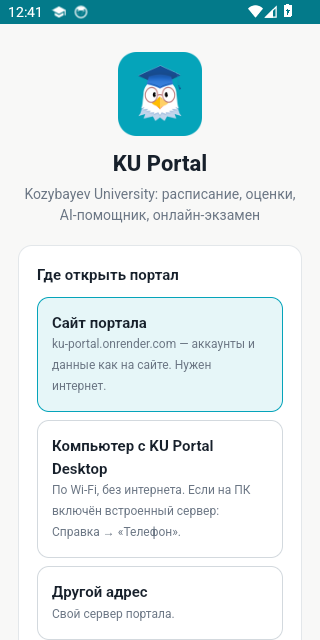 12:41
KU Portal
Kozybayev University: расписание, оценки,
AI-помощник, онлайн-экзамен
Где открыть портал
Сайт портала
ku-portal.onrender.com — аккаунты и
данные как на сайте. Нужен
интернет.
Компьютер с KU Portal
Desktop
По Wi-Fi, без интернета. Если на ПК
включён встроенный сервер:
Справка → «Телефон».
Другой адрес
Свой сервер портала.